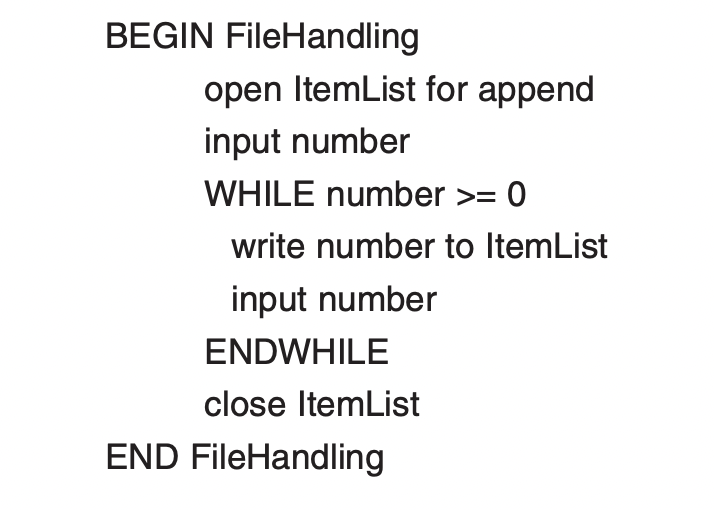 BEGIN FileHandling
open ItemList for append
input number
WHILE number >= 0
write number to ItemList
input number
ENDWHILE
close ItemList
END FileHandling